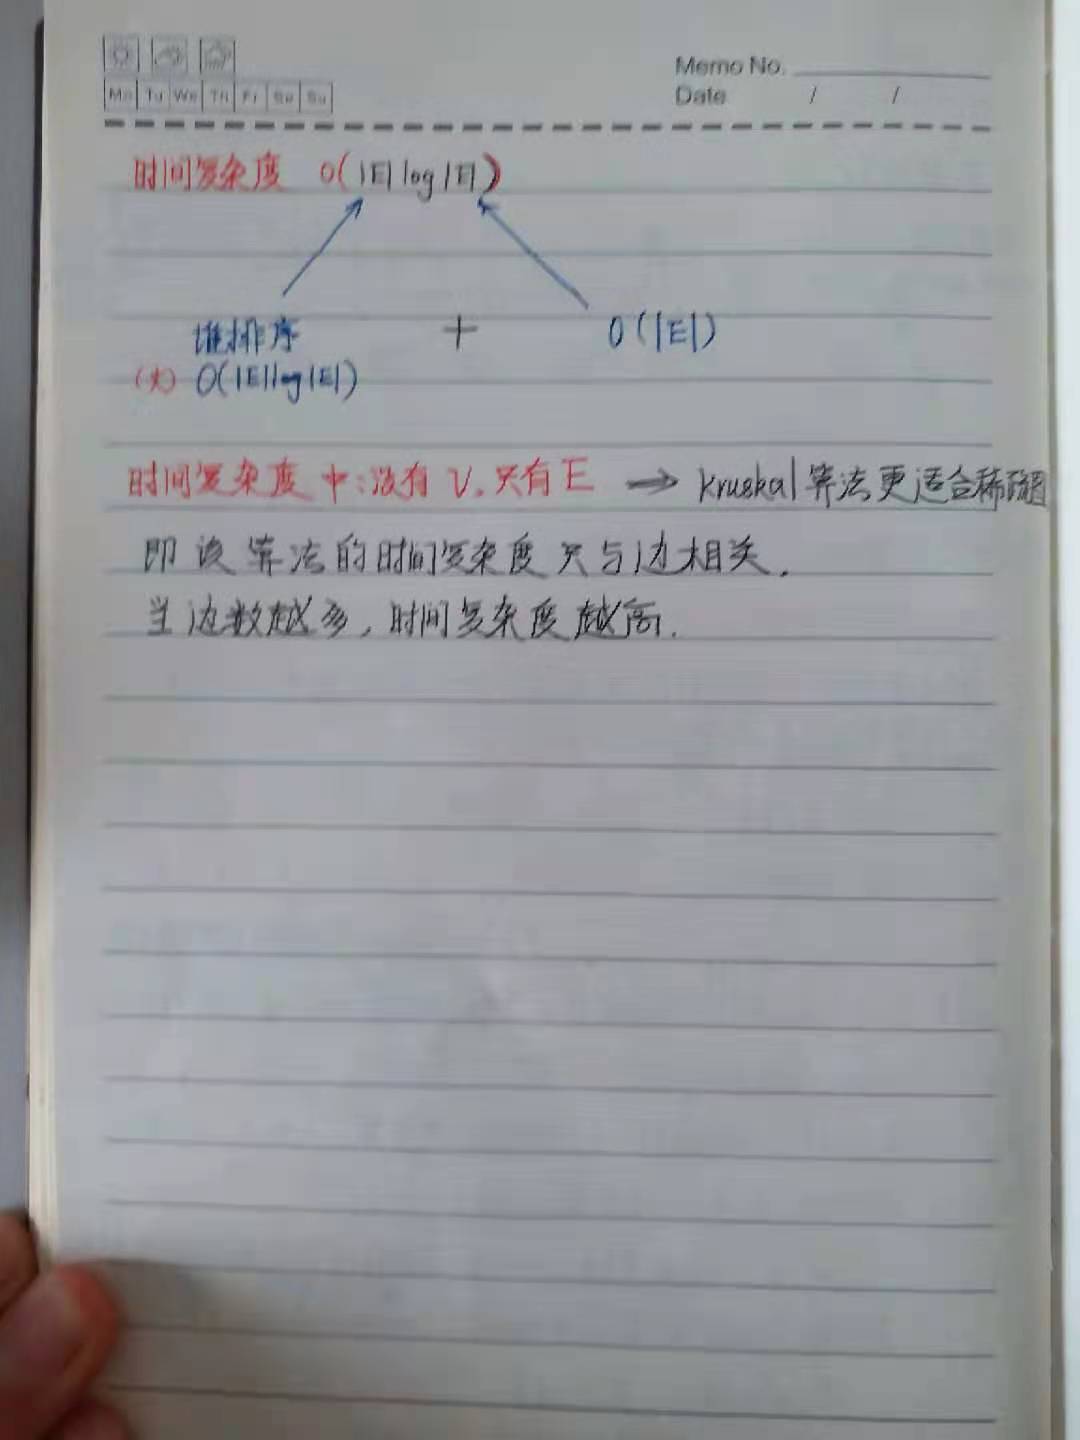 Memo No.
Mo Tu We Th Fr Sa Su
Date / /
时间复杂度 O(|E|log|E|)
堆排序 + O(|E|)
(大) O(|E|log|E|)
时间复杂度中:没有V,只有E → Kruskal算法更适合稀疏图
即该算法的时间复杂度只与边相关.
当边数越多,时间复杂度越高.